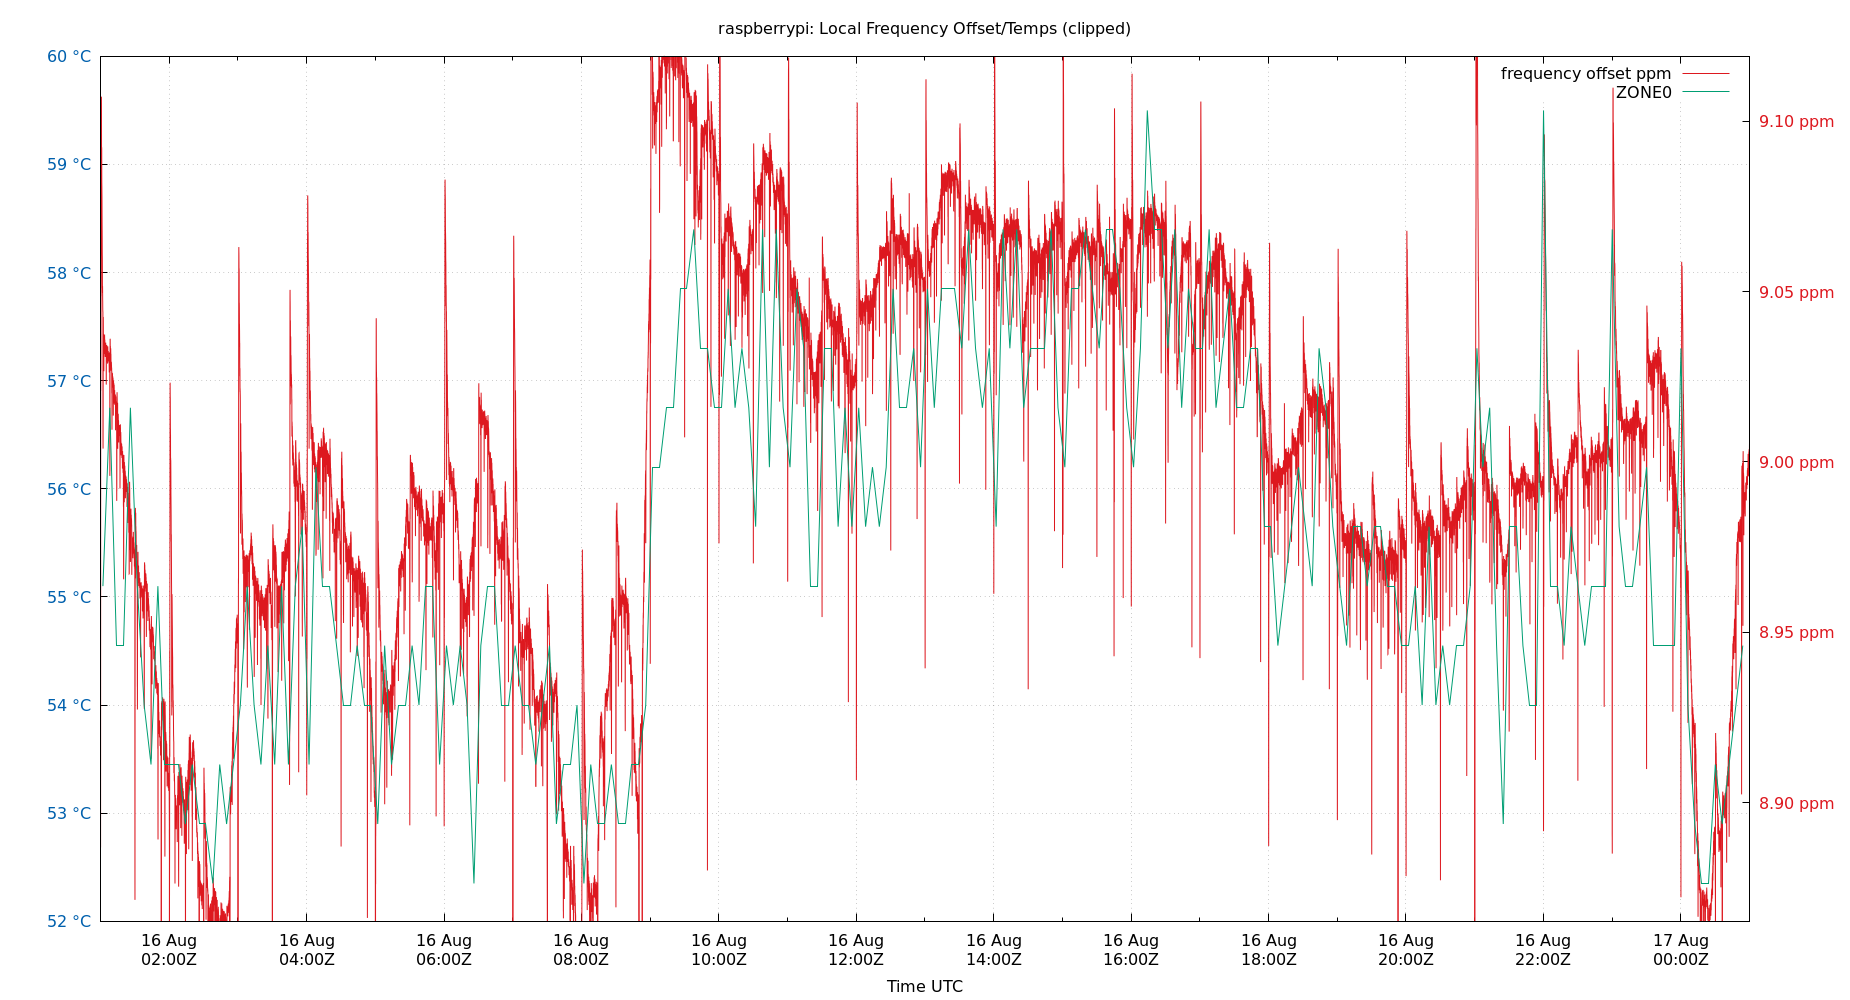 raspberrypi: Local Frequency Offset/Temps (clipped)
60 °C
59 °C
58 °C
57 °C
56 °C
55 °C
54 °C
53 °C
52 °C
frequency offset ppm
ZONE0
9.10 ppm
9.05 ppm
9.00 ppm
8.95 ppm
8.90 ppm
16 Aug 16 Aug 16 Aug 16 Aug 16 Aug 16 Aug 16 Aug 16 Aug 16 Aug 16 Aug 16 Aug 17 Aug
02:00Z 04:00Z 06:00Z 08:00Z 10:00Z 12:00Z 14:00Z 16:00Z 18:00Z 20:00Z 22:00Z 00:00Z
Time UTC